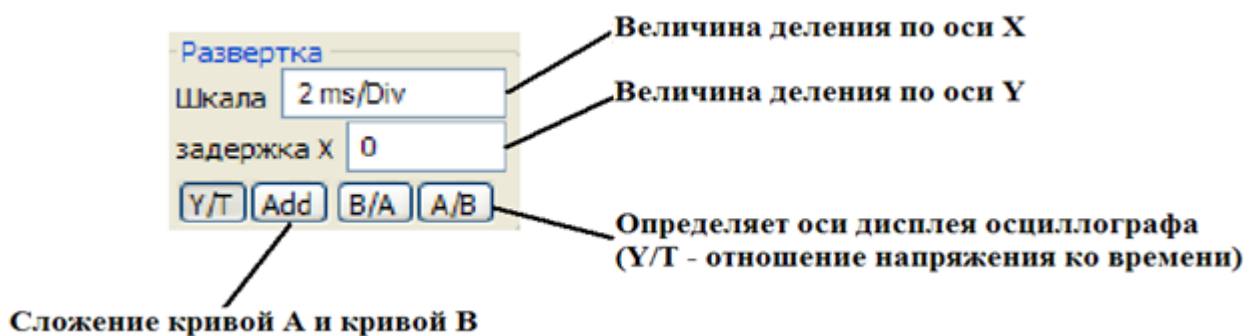 Величина деления по оси X
Развертка
Шкала 2 ms/Div
Величина деления по оси Y
задержка X 0
Y/T Add B/A A/B
Определяет оси дисплея осциллографа
(Y/T - отношение напряжения ко времени)
Сложение кривой A и кривой B